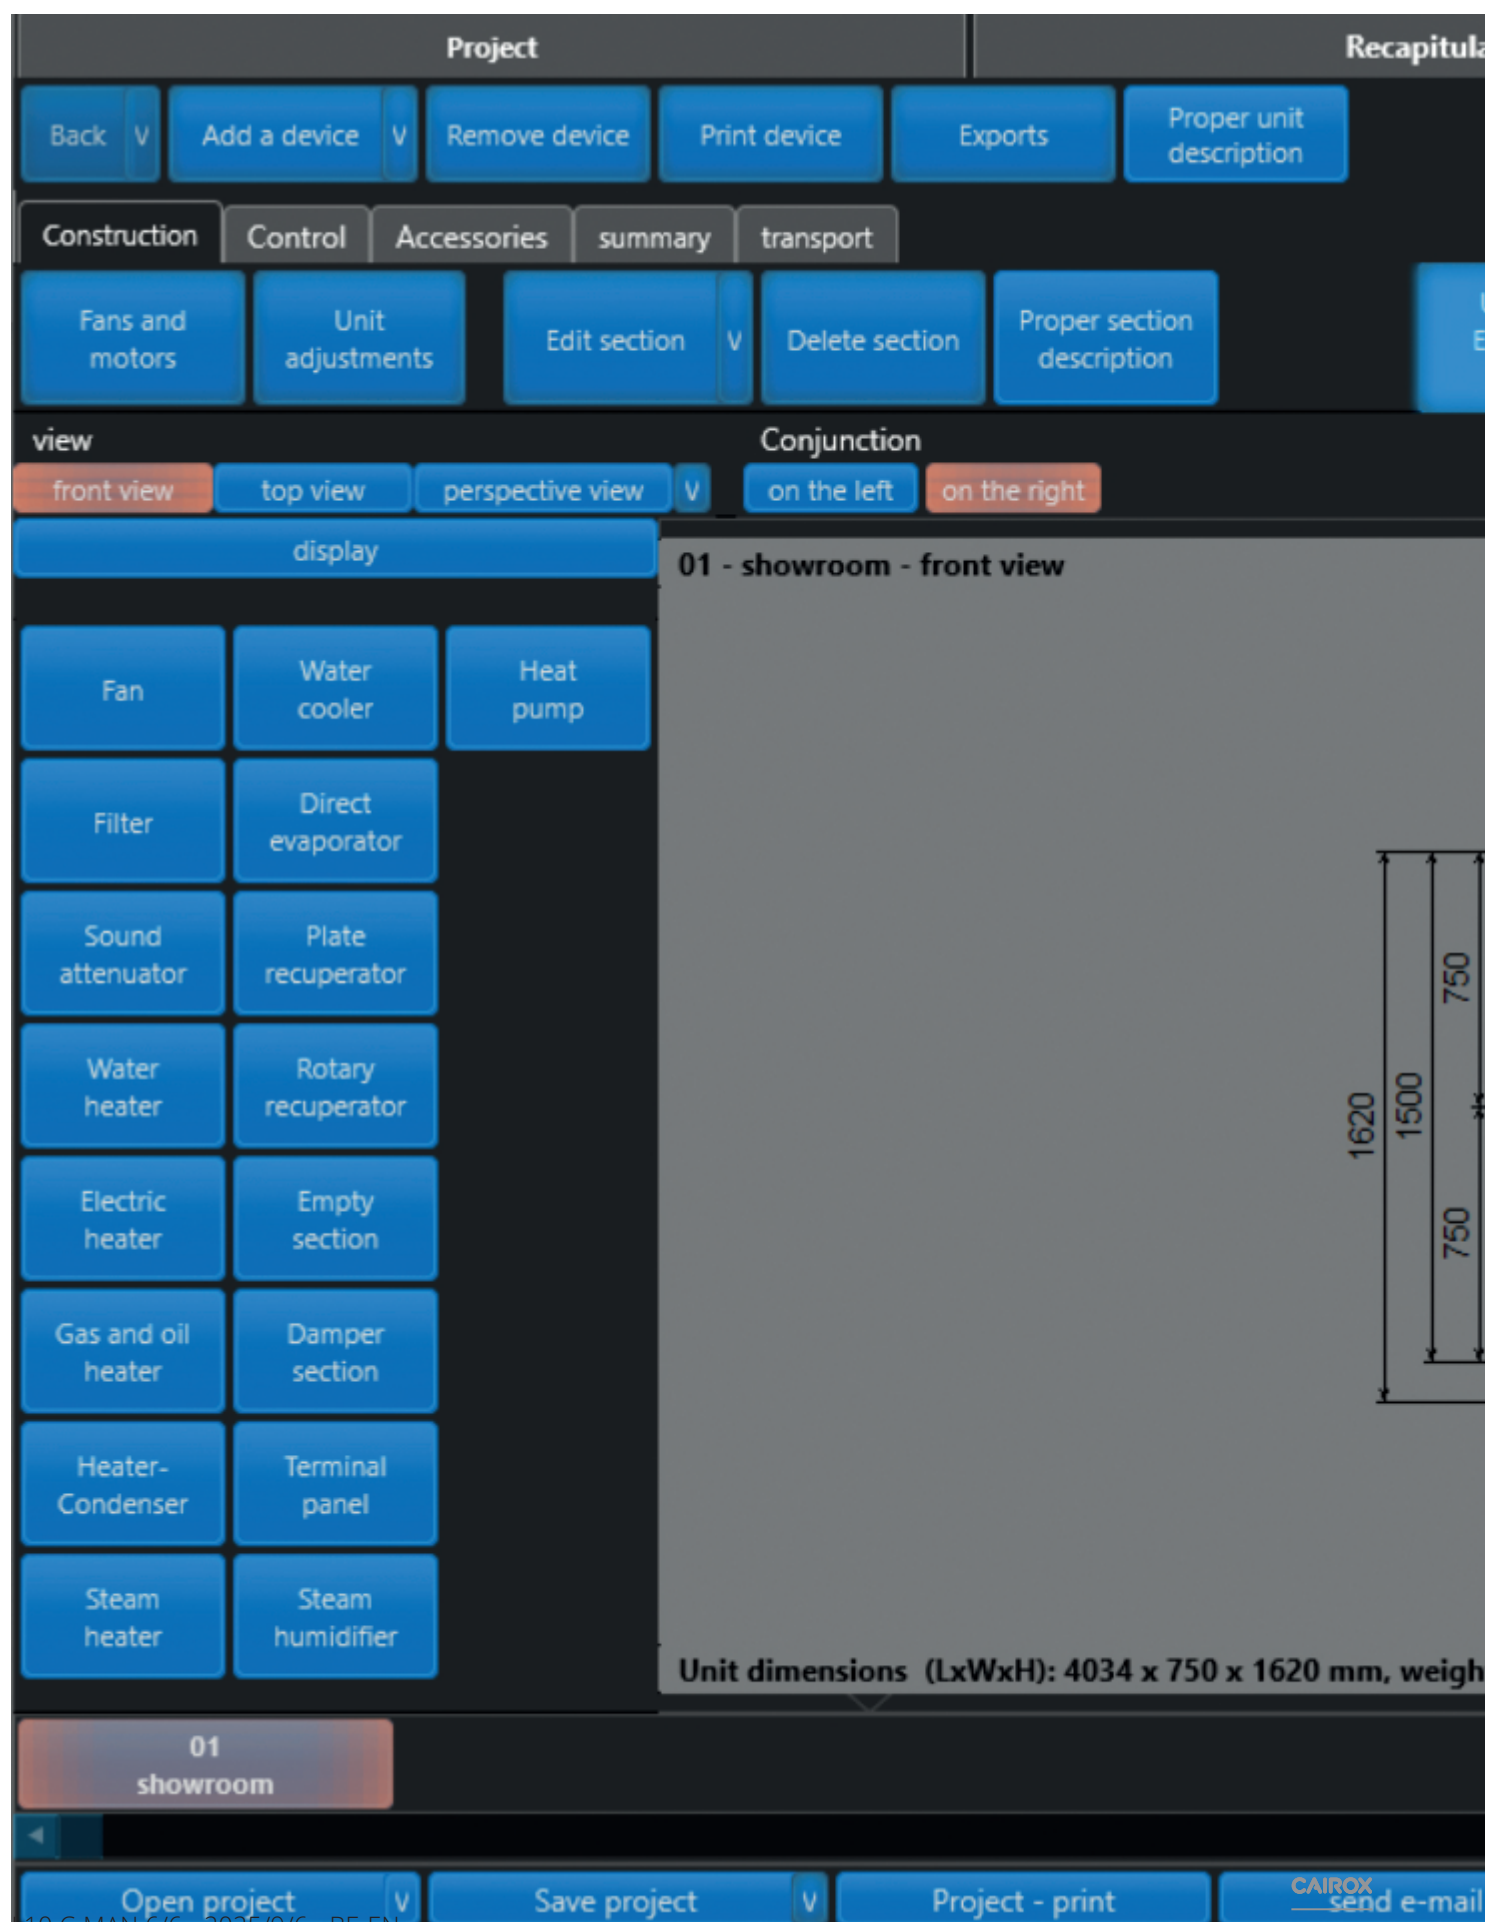 Project
Back V Add a device V Remove device Print device Exports Proper unit description
Construction Control Accessories summary transport
Fans and motors Unit adjustments Edit section V Delete section Proper section description
view Conjunction
front view top view perspective view V on the left on the right
display
01 - showroom - front view
Fan Water cooler Heat pump
Filter Direct evaporator
Sound attenuator Plate recuperator
750
Water heater Rotary recuperator
1620 1500
Electric heater Empty section
750
Gas and oil heater Damper section
Heater-Condenser Terminal panel
Steam heater Steam humidifier
Unit dimensions (LxWxH): 4034 x 750 x 1620 mm,
01
showroom
Open project V Save project V Project - print send e-mail
CAIROX